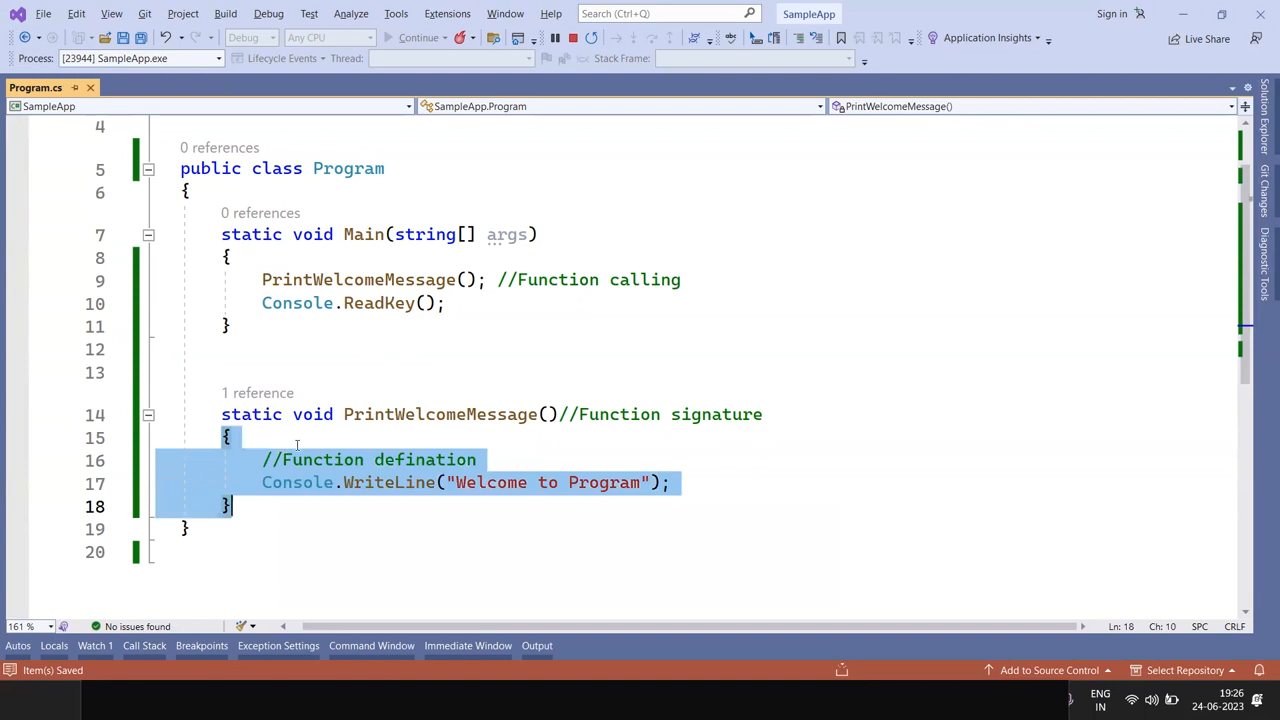 File Edit View Git Project Build Debug Test Analyze Tools Extensions Window Help Search (Ctrl+Q) SampleApp Sign in
Debug Any CPU Continue Application Insights Live Share
Process: [23944] SampleApp.exe Lifecycle Events Thread: Stack Frame:
Program.cs
SampleApp SampleApp.Program PrintWelcomeMessage()
4
0 references
5 public class Program
6 {
0 references
7 static void Main(string[] args)
8 {
9 PrintWelcomeMessage(); //Function calling
10 Console.ReadKey();
11 }
12
13
1 reference
14 static void PrintWelcomeMessage()//Function signature
15 {
16 //Function defination
17 Console.WriteLine("Welcome to Program");
18 }
19 }
20
Solution Explorer
Git Changes
Diagnostic Tools
161 % No issues found Ln: 18 Ch: 10 SPC CRLF
Autos Locals Watch 1 Call Stack Breakpoints Exception Settings Command Window Immediate Window Output
Item(s) Saved Add to Source Control Select Repository
ENG 19:26
IN 24-06-2023